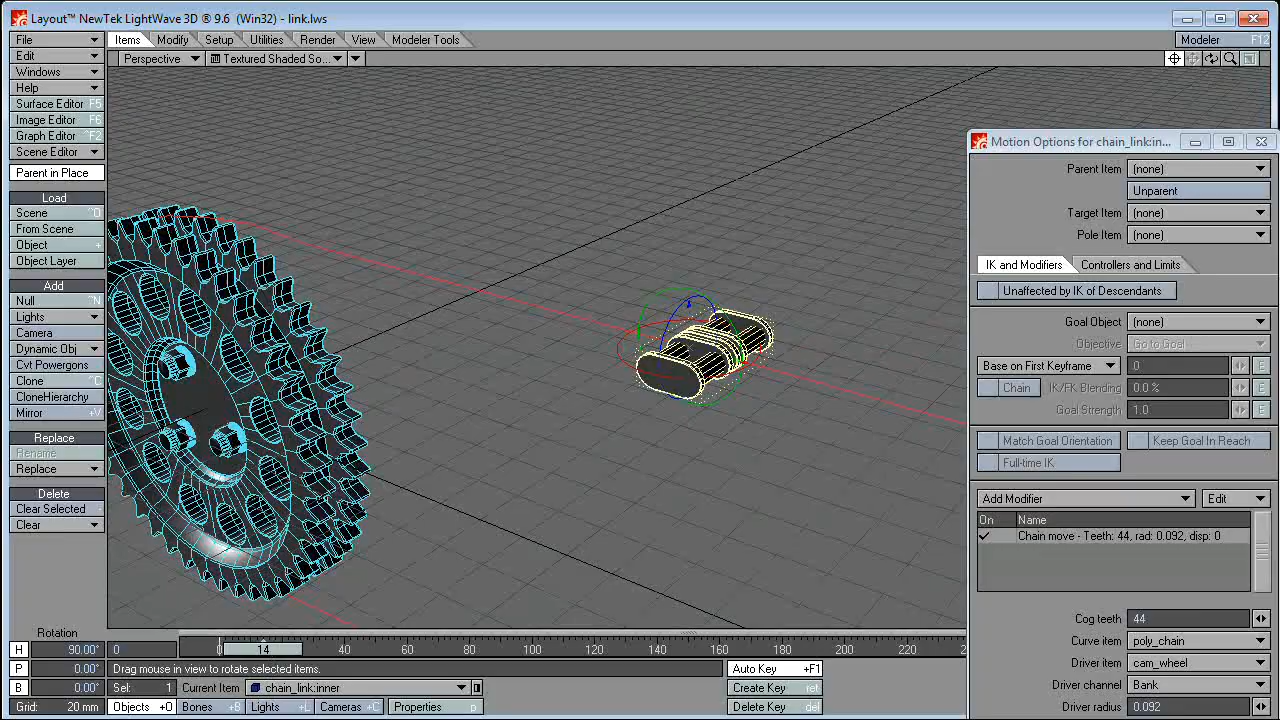 Layout™ NewTek LightWave 3D ® 9.6 (Win32) - link.lws
File Items Modify Setup Utilities Render View Modeler Tools Modeler F12
Edit Perspective Textured Shaded So...
Windows
Help
Surface Editor F5
Image Editor F6
Graph Editor ^F2
Scene Editor
Parent in Place
Load
Scene ^O
From Scene
Object +
Object Layer
Add
Null ^N
Lights
Camera
Dynamic Obj
Cvt Powergons
Clone ^C
CloneHierarchy
Mirror +V
Replace
Rename
Replace
Delete
Clear Selected -
Clear
Motion Options for chain_link:in...
Parent Item (none)
Unparent
Target Item (none)
Pole Item (none)
IK and Modifiers Controllers and Limits
Unaffected by IK of Descendants
Goal Object (none)
Objective Go to Goal
Base on First Keyframe 0 E
Chain IK/FK Blending 0.0 % E
Goal Strength 1.0 E
Match Goal Orientation Keep Goal In Reach
Full-time IK
Add Modifier Edit
On Name
Chain move - Teeth: 44, rad: 0.092, disp: 0
Cog teeth 44
Curve item poly_chain
Driver item cam_wheel
Driver channel Bank
Driver radius 0.092
Rotation
H 90.00° 0 0 14 40 60 80 100 120 140 160 180 200 220 2
P 0.00° Drag mouse in view to rotate selected items. Auto Key +F1
B 0.00° Sel: 1 Current Item chain_link:inner Create Key ret
Grid: 20 mm Objects +O Bones +B Lights +L Cameras +C Properties p Delete Key del